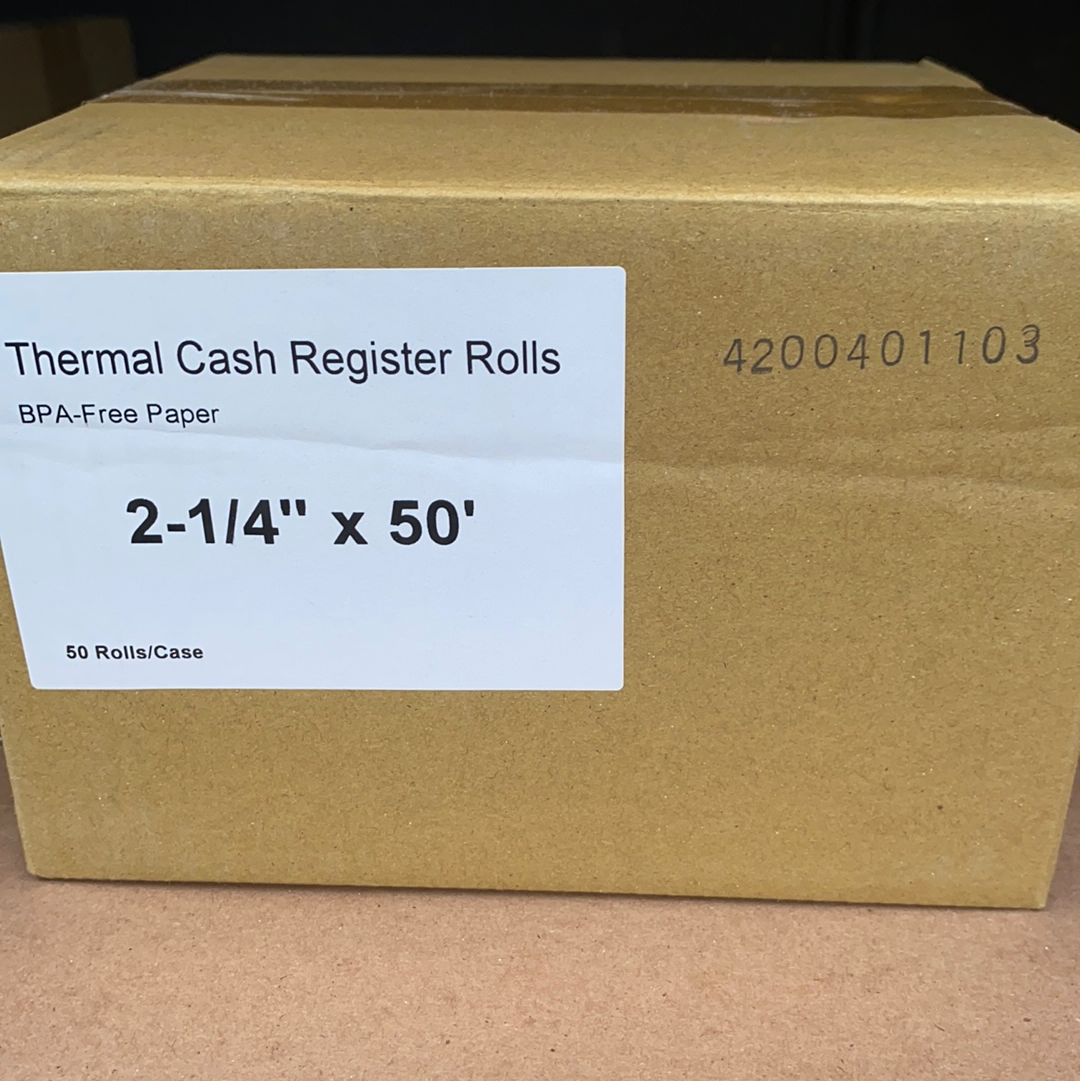 Thermal Cash Register Rolls
BPA-Free Paper
2-1/4" x 50'
50 Rolls/Case
4200401103